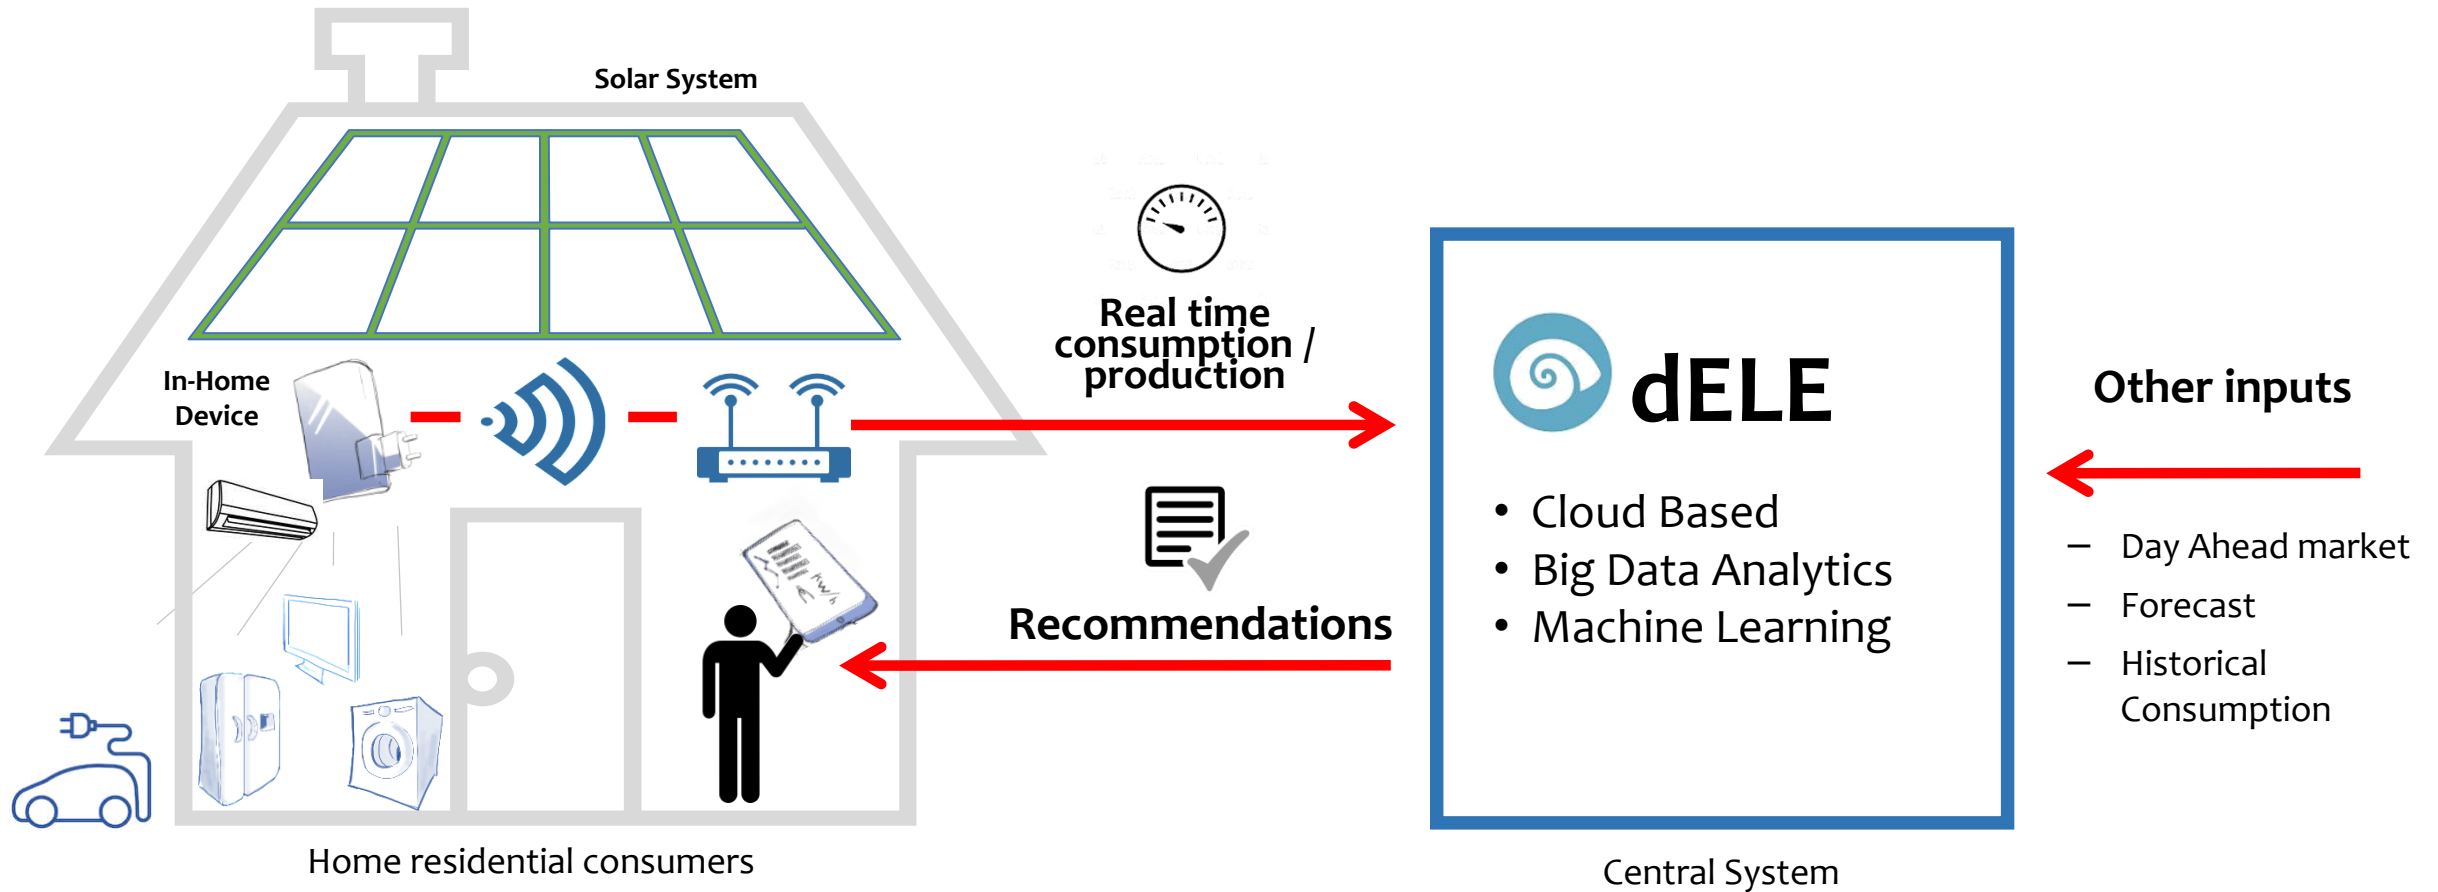 Solar System
In-Home
Device
Real time
consumption /
production
Recommendations
Kw/h
Home residential consumers
dELE
• Cloud Based
• Big Data Analytics
• Machine Learning
Central System
Other inputs
– Day Ahead market
– Forecast
– Historical
Consumption